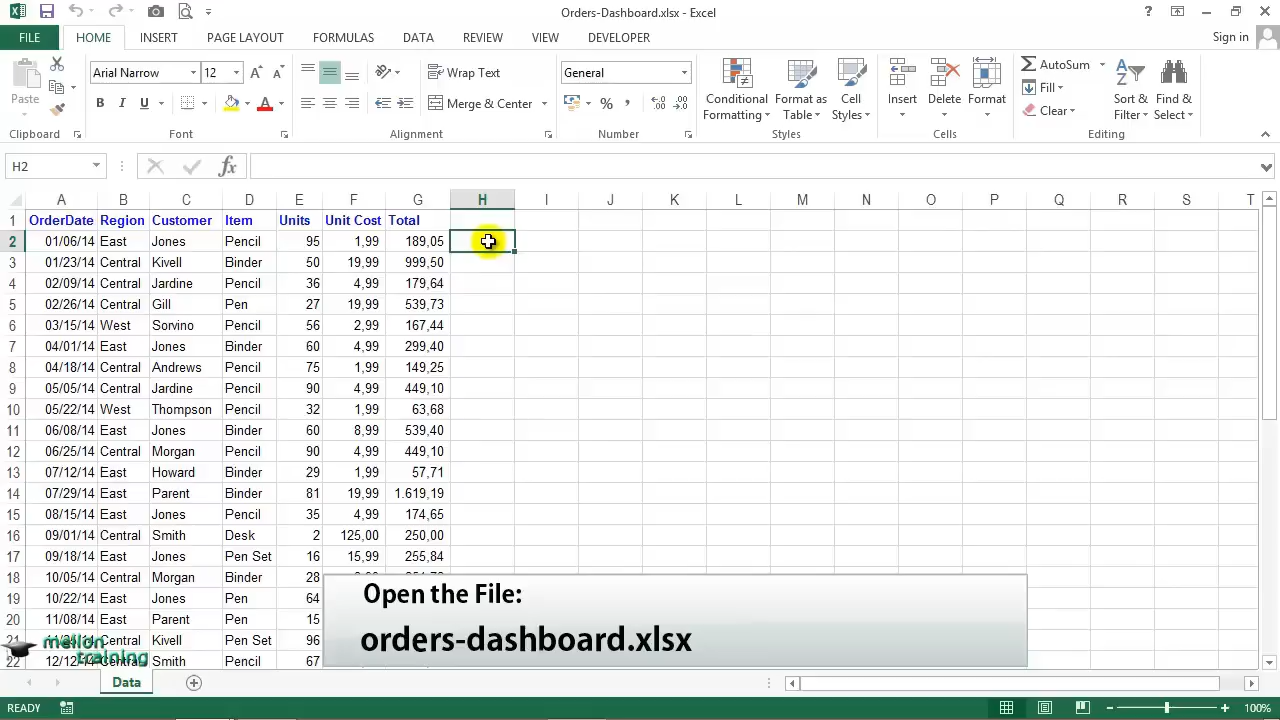 Orders-Dashboard.xlsx - Excel
FILE HOME INSERT PAGE LAYOUT FORMULAS DATA REVIEW VIEW DEVELOPER Sign in
Paste Arial Narrow 12 Wrap Text General Conditional Formatting Format as Table Cell Styles Insert Delete Format AutoSum Sort & Filter Find & Select
B I U Merge & Center % Fill Clear
Clipboard Font Alignment Number Styles Cells Editing
H2 fx
A B C D E F G H I J K L M N O P Q R S T
1 OrderDate Region Customer Item Units Unit Cost Total
2 01/06/14 East Jones Pencil 95 1,99 189,05
3 01/23/14 Central Kivell Binder 50 19,99 999,50
4 02/09/14 Central Jardine Pencil 36 4,99 179,64
5 02/26/14 Central Gill Pen 27 19,99 539,73
6 03/15/14 West Sorvino Pencil 56 2,99 167,44
7 04/01/14 East Jones Binder 60 4,99 299,40
8 04/18/14 Central Andrews Pencil 75 1,99 149,25
9 05/05/14 Central Jardine Pencil 90 4,99 449,10
10 05/22/14 West Thompson Pencil 32 1,99 63,68
11 06/08/14 East Jones Binder 60 8,99 539,40
12 06/25/14 Central Morgan Pencil 90 4,99 449,10
13 07/12/14 East Howard Binder 29 1,99 57,71
14 07/29/14 East Parent Binder 81 19,99 1.619,19
15 08/15/14 East Jones Pencil 35 4,99 174,65
16 09/01/14 Central Smith Desk 2 125,00 250,00
17 09/18/14 East Jones Pen Set 16 15,99 255,84
18 10/05/14 Central Morgan Binder 28
19 10/22/14 East Jones Pen 64
20 11/08/14 East Parent Pen 15
21 Central Kivell Pen Set 96
22 12/12/14 Central Smith Pencil 67
Open the File:
orders-dashboard.xlsx
mellon
training
Data
READY 100%